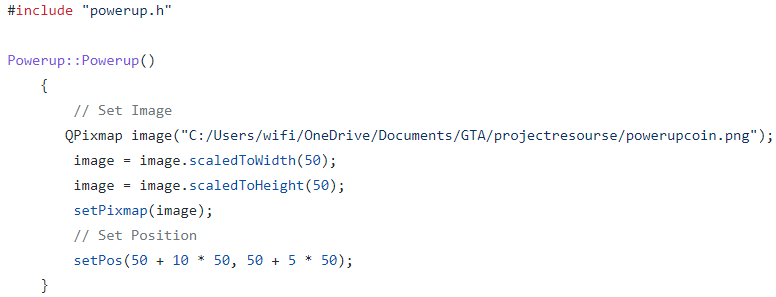 #include "powerup.h"
Powerup::Powerup()
{
// Set Image
QPixmap image("C:/Users/wifi/OneDrive/Documents/GTA/projectresourse/powerupcoin.png");
image = image.scaledToWidth(50);
image = image.scaledToHeight(50);
setPixmap(image);
// Set Position
setPos(50 + 10 * 50, 50 + 5 * 50);
}